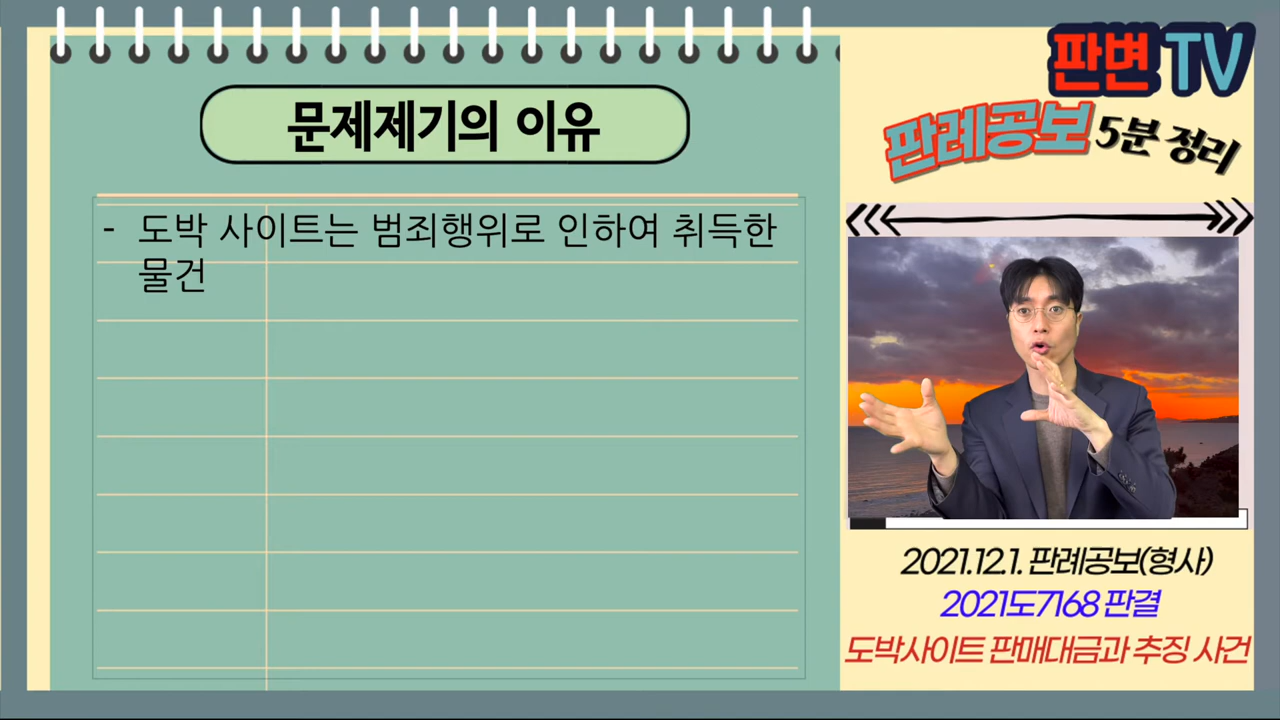 문제제기의 이유
- 도박 사이트는 범죄행위로 인하여 취득한
물건
판변 TV
판례공보 5분 정리
2021.12.1. 판례공보(형사)
2021도7168 판결
도박사이트 판매대금과 추징 사건